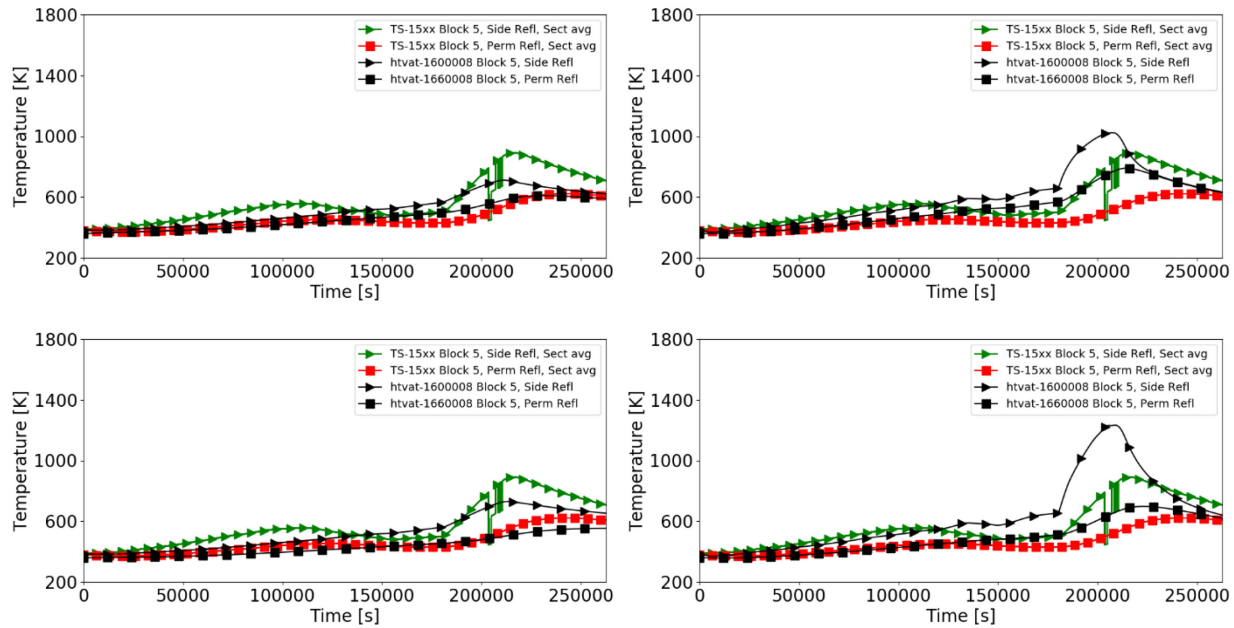 1800
1400
1000
600
200
Temperature [K]
TS-15xx Block 5, Side Refl, Sect avg
TS-15xx Block 5, Perm Refl, Sect avg
htvat-1600008 Block 5, Side Refl
htvat-1660008 Block 5, Perm Refl
0 50000 100000 150000 200000 250000
Time [s]
1800
1400
1000
600
200
Temperature [K]
TS-15xx Block 5, Side Refl, Sect avg
TS-15xx Block 5, Perm Refl, Sect avg
htvat-1600008 Block 5, Side Refl
htvat-1660008 Block 5, Perm Refl
0 50000 100000 150000 200000 250000
Time [s]
1800
1400
1000
600
200
Temperature [K]
TS-15xx Block 5, Side Refl, Sect avg
TS-15xx Block 5, Perm Refl, Sect avg
htvat-1600008 Block 5, Side Refl
htvat-1660008 Block 5, Perm Refl
0 50000 100000 150000 200000 250000
Time [s]
1800
1400
1000
600
200
Temperature [K]
TS-15xx Block 5, Side Refl, Sect avg
TS-15xx Block 5, Perm Refl, Sect avg
htvat-1600008 Block 5, Side Refl
htvat-1660008 Block 5, Perm Refl
0 50000 100000 150000 200000 250000
Time [s]